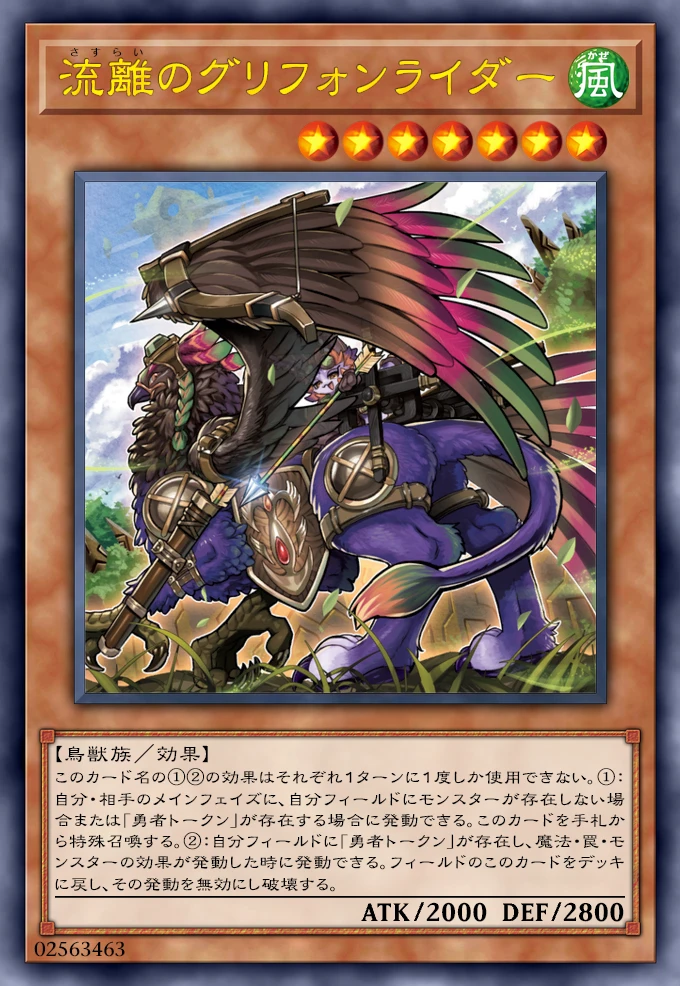 さすらい
流離のグリフォンライダー
かぜ
風
【鳥獣族／効果】
このカード名の①②の効果はそれぞれ1ターンに1度しか使用できない。①：
自分・相手のメインフェイズに、自分フィールドにモンスターが存在しない場
合または「勇者トークン」が存在する場合に発動できる。このカードを手札か
ら特殊召喚する。②：自分フィールドに「勇者トークン」が存在し、魔法・罠・モ
ンスターの効果が発動した時に発動できる。フィールドのこのカードをデッキ
に戻し、その発動を無効にし破壊する。
ATK/2000 DEF/2800
02563463